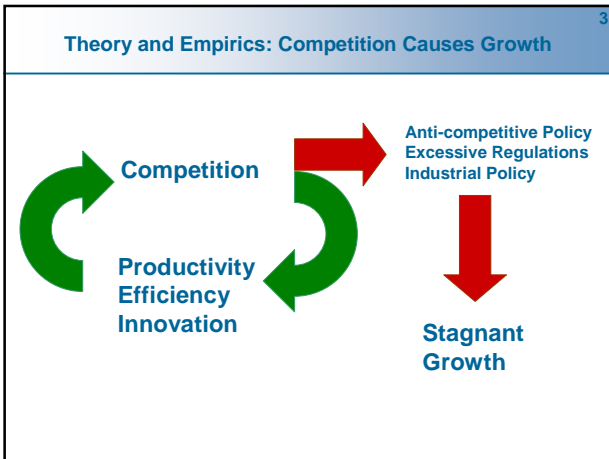 3
Theory and Empirics: Competition Causes Growth
Competition
Anti-competitive Policy
Excessive Regulations
Industrial Policy
Productivity
Efficiency
Innovation
Stagnant
Growth